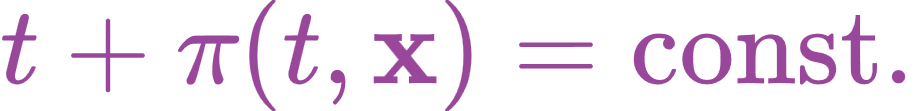 t + π(t, x) = const.